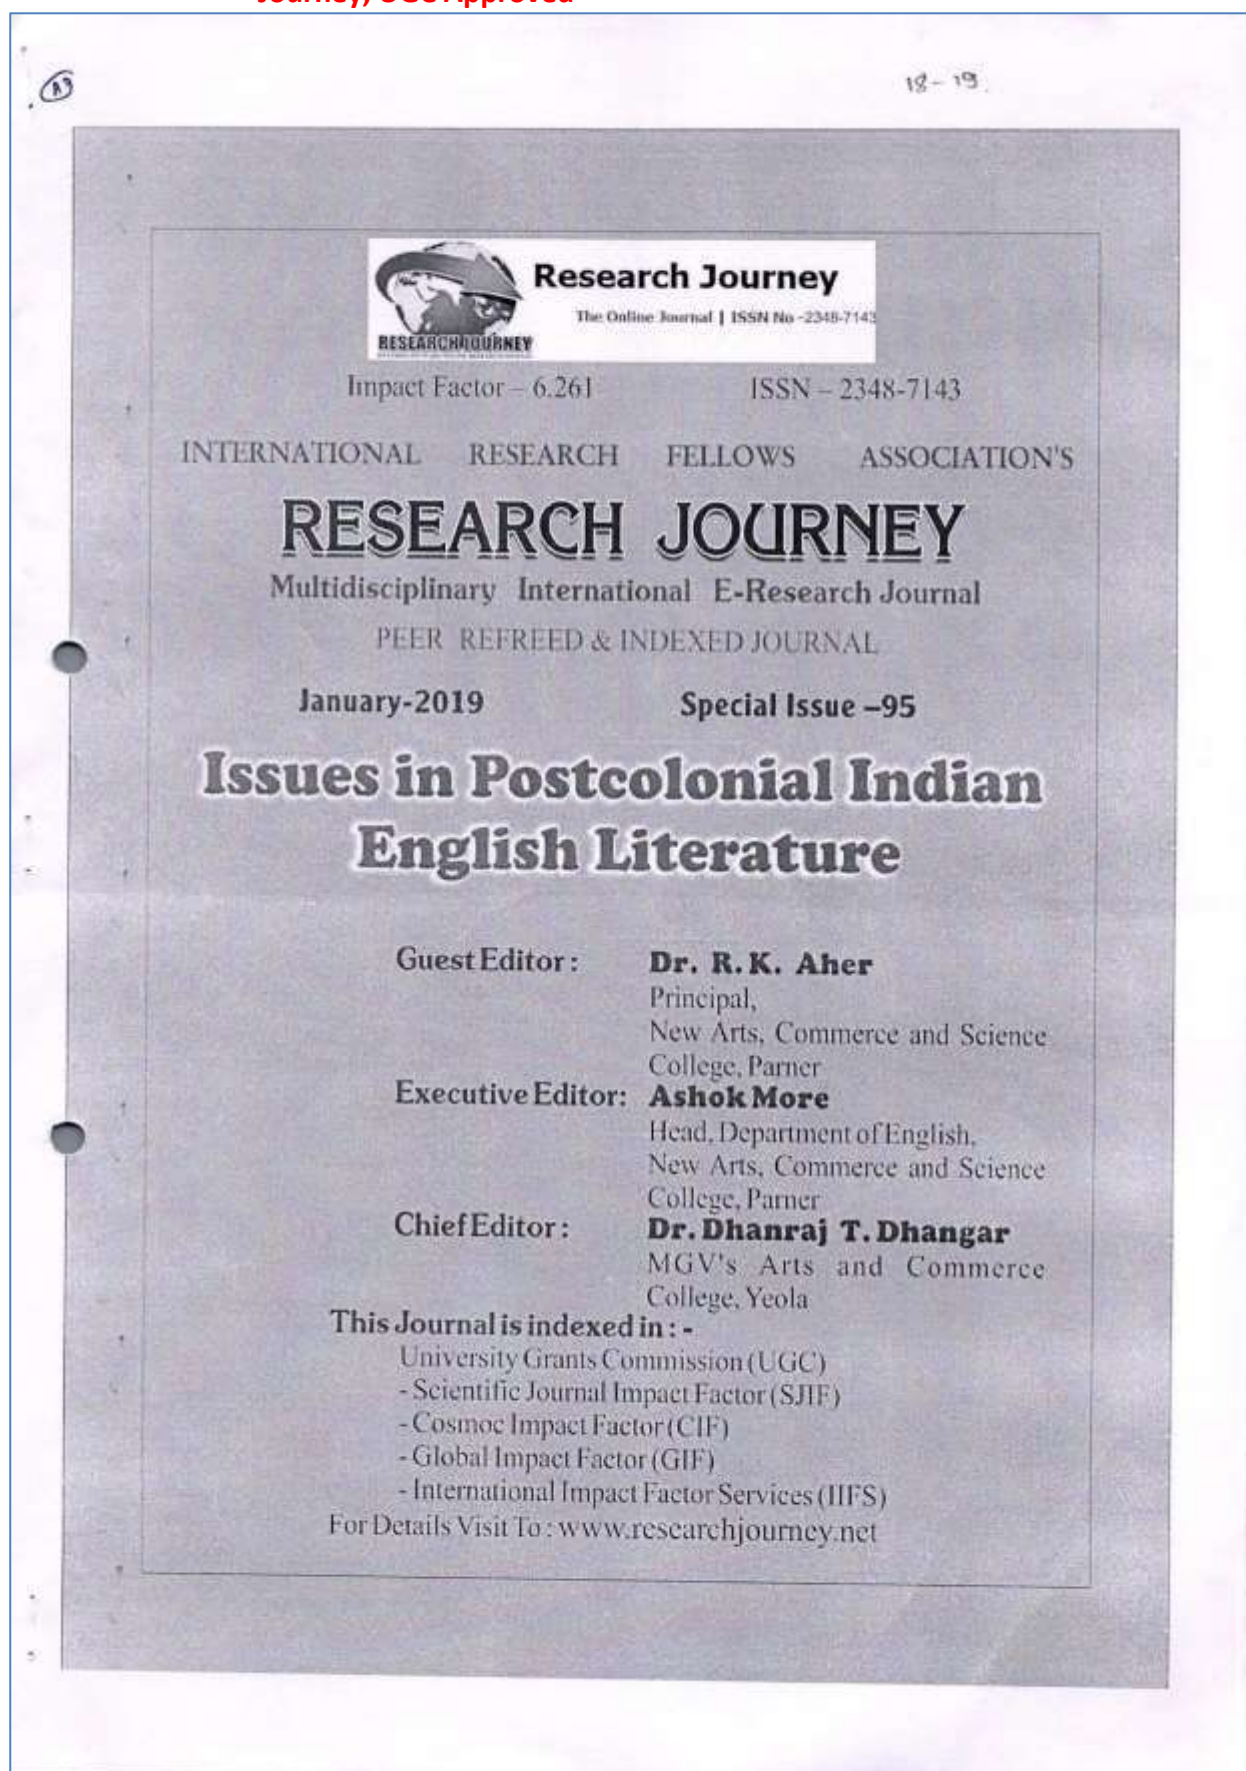 Journey, UGC Approved
A3
18-19.
Research Journey
The Online Journal | ISSN No -2348-7143
RESEARCHJOURNEY
Impact Factor – 6.261 ISSN – 2348-7143
INTERNATIONAL RESEARCH FELLOWS ASSOCIATION'S
RESEARCH JOURNEY
Multidisciplinary International E-Research Journal
PEER REFREED & INDEXED JOURNAL
January-2019 Special Issue –95
Issues in Postcolonial Indian
English Literature
Guest Editor : Dr. R. K. Aher
Principal,
New Arts, Commerce and Science
College, Parner
Executive Editor: Ashok More
Head, Department of English,
New Arts, Commerce and Science
College, Parner
Chief Editor : Dr. Dhanraj T. Dhangar
MGV's Arts and Commerce
College, Yeola
This Journal is indexed in : -
University Grants Commission (UGC)
- Scientific Journal Impact Factor (SJIF)
- Cosmoc Impact Factor (CIF)
- Global Impact Factor (GIF)
- International Impact Factor Services (IIFS)
For Details Visit To : www.researchjourney.net